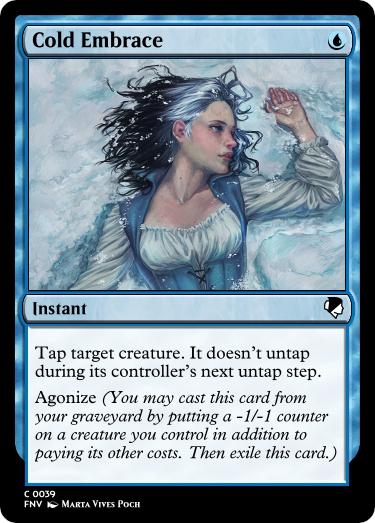 Cold Embrace
Instant
Tap target creature. It doesn't untap
during its controller's next untap step.
Agonize (You may cast this card from
your graveyard by putting a -1/-1 counter
on a creature you control in addition to
paying its other costs. Then exile this card.)
C 0039
FNV Marta Vives Poch